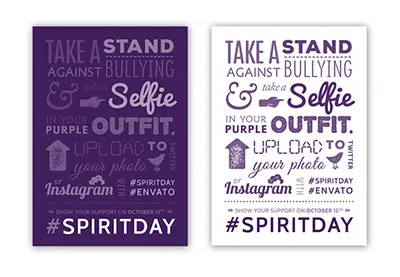 TAKE A STAND
AGAINST BULLYING
& take a Selfie
IN YOUR
PURPLE OUTFIT.
UPLOAD TO
your photo TWITTER
or Instagram WITH #SPIRITDAY
#ENVATO
SHOW YOUR SUPPORT ON OCTOBER 15TH
#SPIRITDAY
TAKE A STAND
AGAINST BULLYING
& take a Selfie
IN YOUR
PURPLE OUTFIT.
UPLOAD TO
your photo TWITTER
or Instagram WITH #SPIRITDAY
#ENVATO
SHOW YOUR SUPPORT ON OCTOBER 15TH
#SPIRITDAY